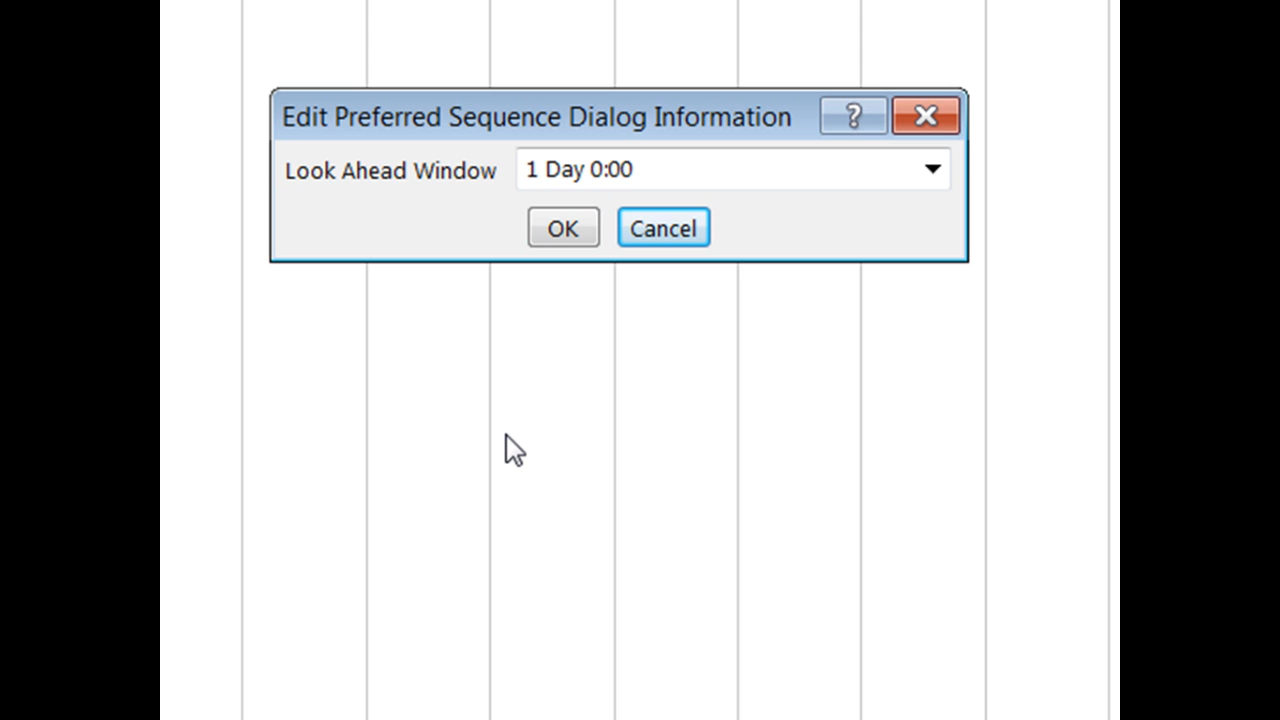 Edit Preferred Sequence Dialog Information ?
Look Ahead Window 1 Day 0:00
OK Cancel